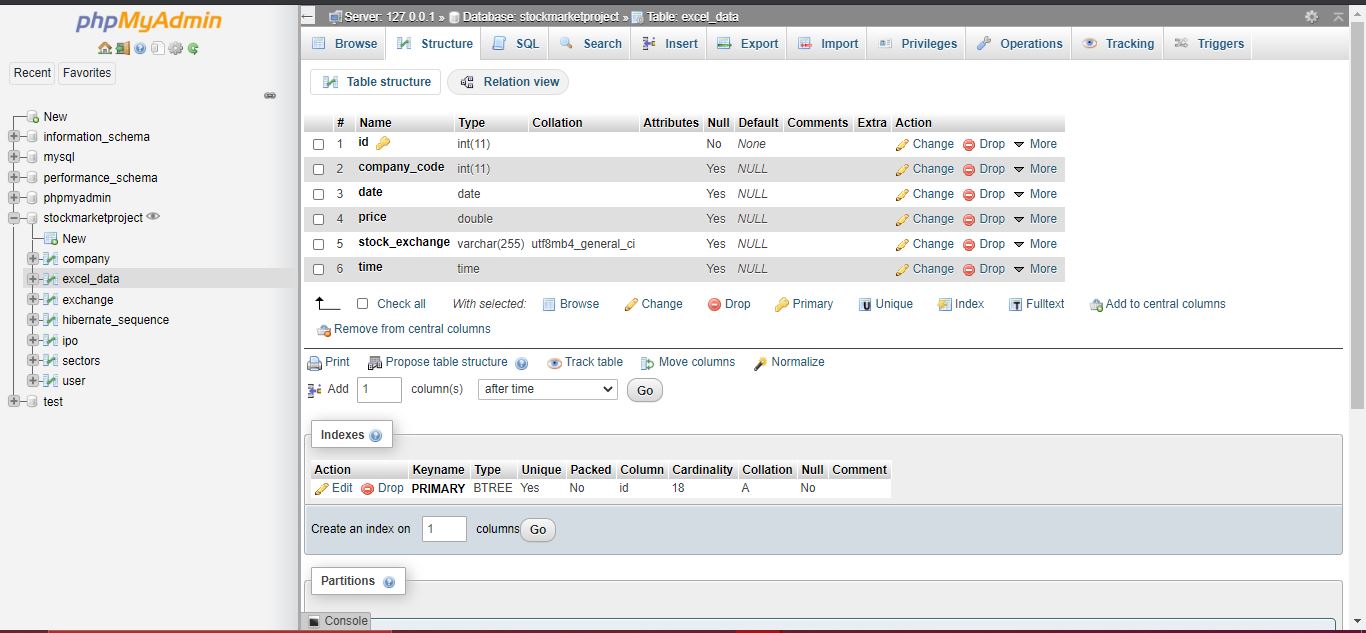 phpMyAdmin
Recent Favorites
New
information_schema
mysql
performance_schema
phpmyadmin
stockmarketproject
New
company
excel_data
exchange
hibernate_sequence
ipo
sectors
user
test
Server: 127.0.0.1 » Database: stockmarketproject » Table: excel_data
Browse Structure SQL Search Insert Export Import Privileges Operations Tracking Triggers
Table structure Relation view
# Name Type Collation Attributes Null Default Comments Extra Action
1 id int(11) No None Change Drop More
2 company_code int(11) Yes NULL Change Drop More
3 date date Yes NULL Change Drop More
4 price double Yes NULL Change Drop More
5 stock_exchange varchar(255) utf8mb4_general_ci Yes NULL Change Drop More
6 time time Yes NULL Change Drop More
Check all With selected: Browse Change Drop Primary Unique Index Fulltext Add to central columns
Remove from central columns
Print Propose table structure Track table Move columns Normalize
Add 1 column(s) after time Go
Indexes
Action Keyname Type Unique Packed Column Cardinality Collation Null Comment
Edit Drop PRIMARY BTREE Yes No id 18 A No
Create an index on 1 columns Go
Partitions
Console